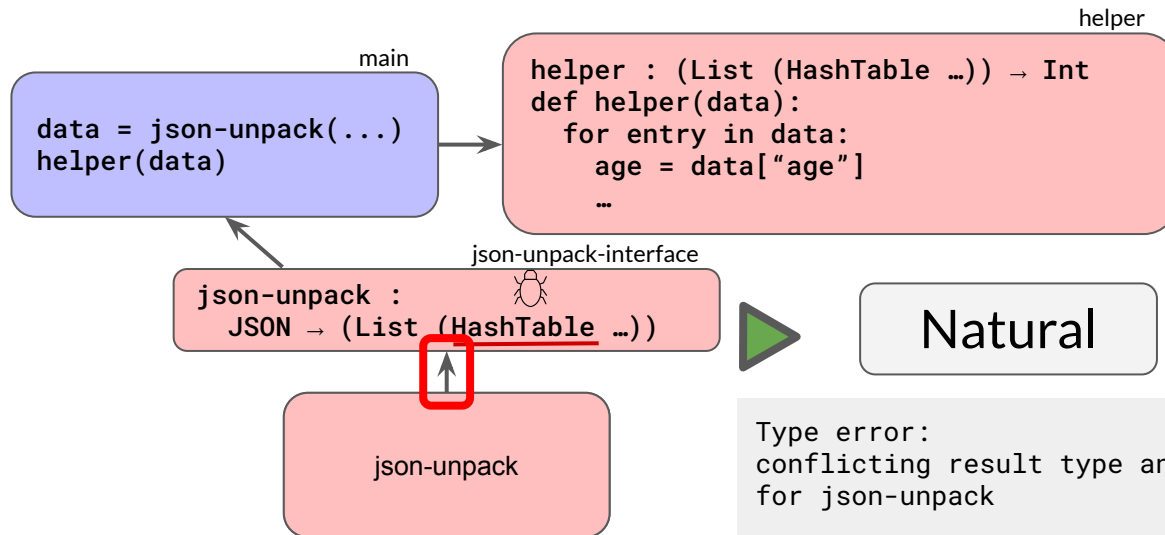 helper
main
helper : (List (HashTable …)) → Int
def helper(data):
for entry in data:
age = data[“age”]
…
data = json-unpack(...)
helper(data)
json-unpack-interface
json-unpack :
JSON → (List (HashTable …))
Natural
json-unpack
Type error:
conflicting result type
for json-unpack